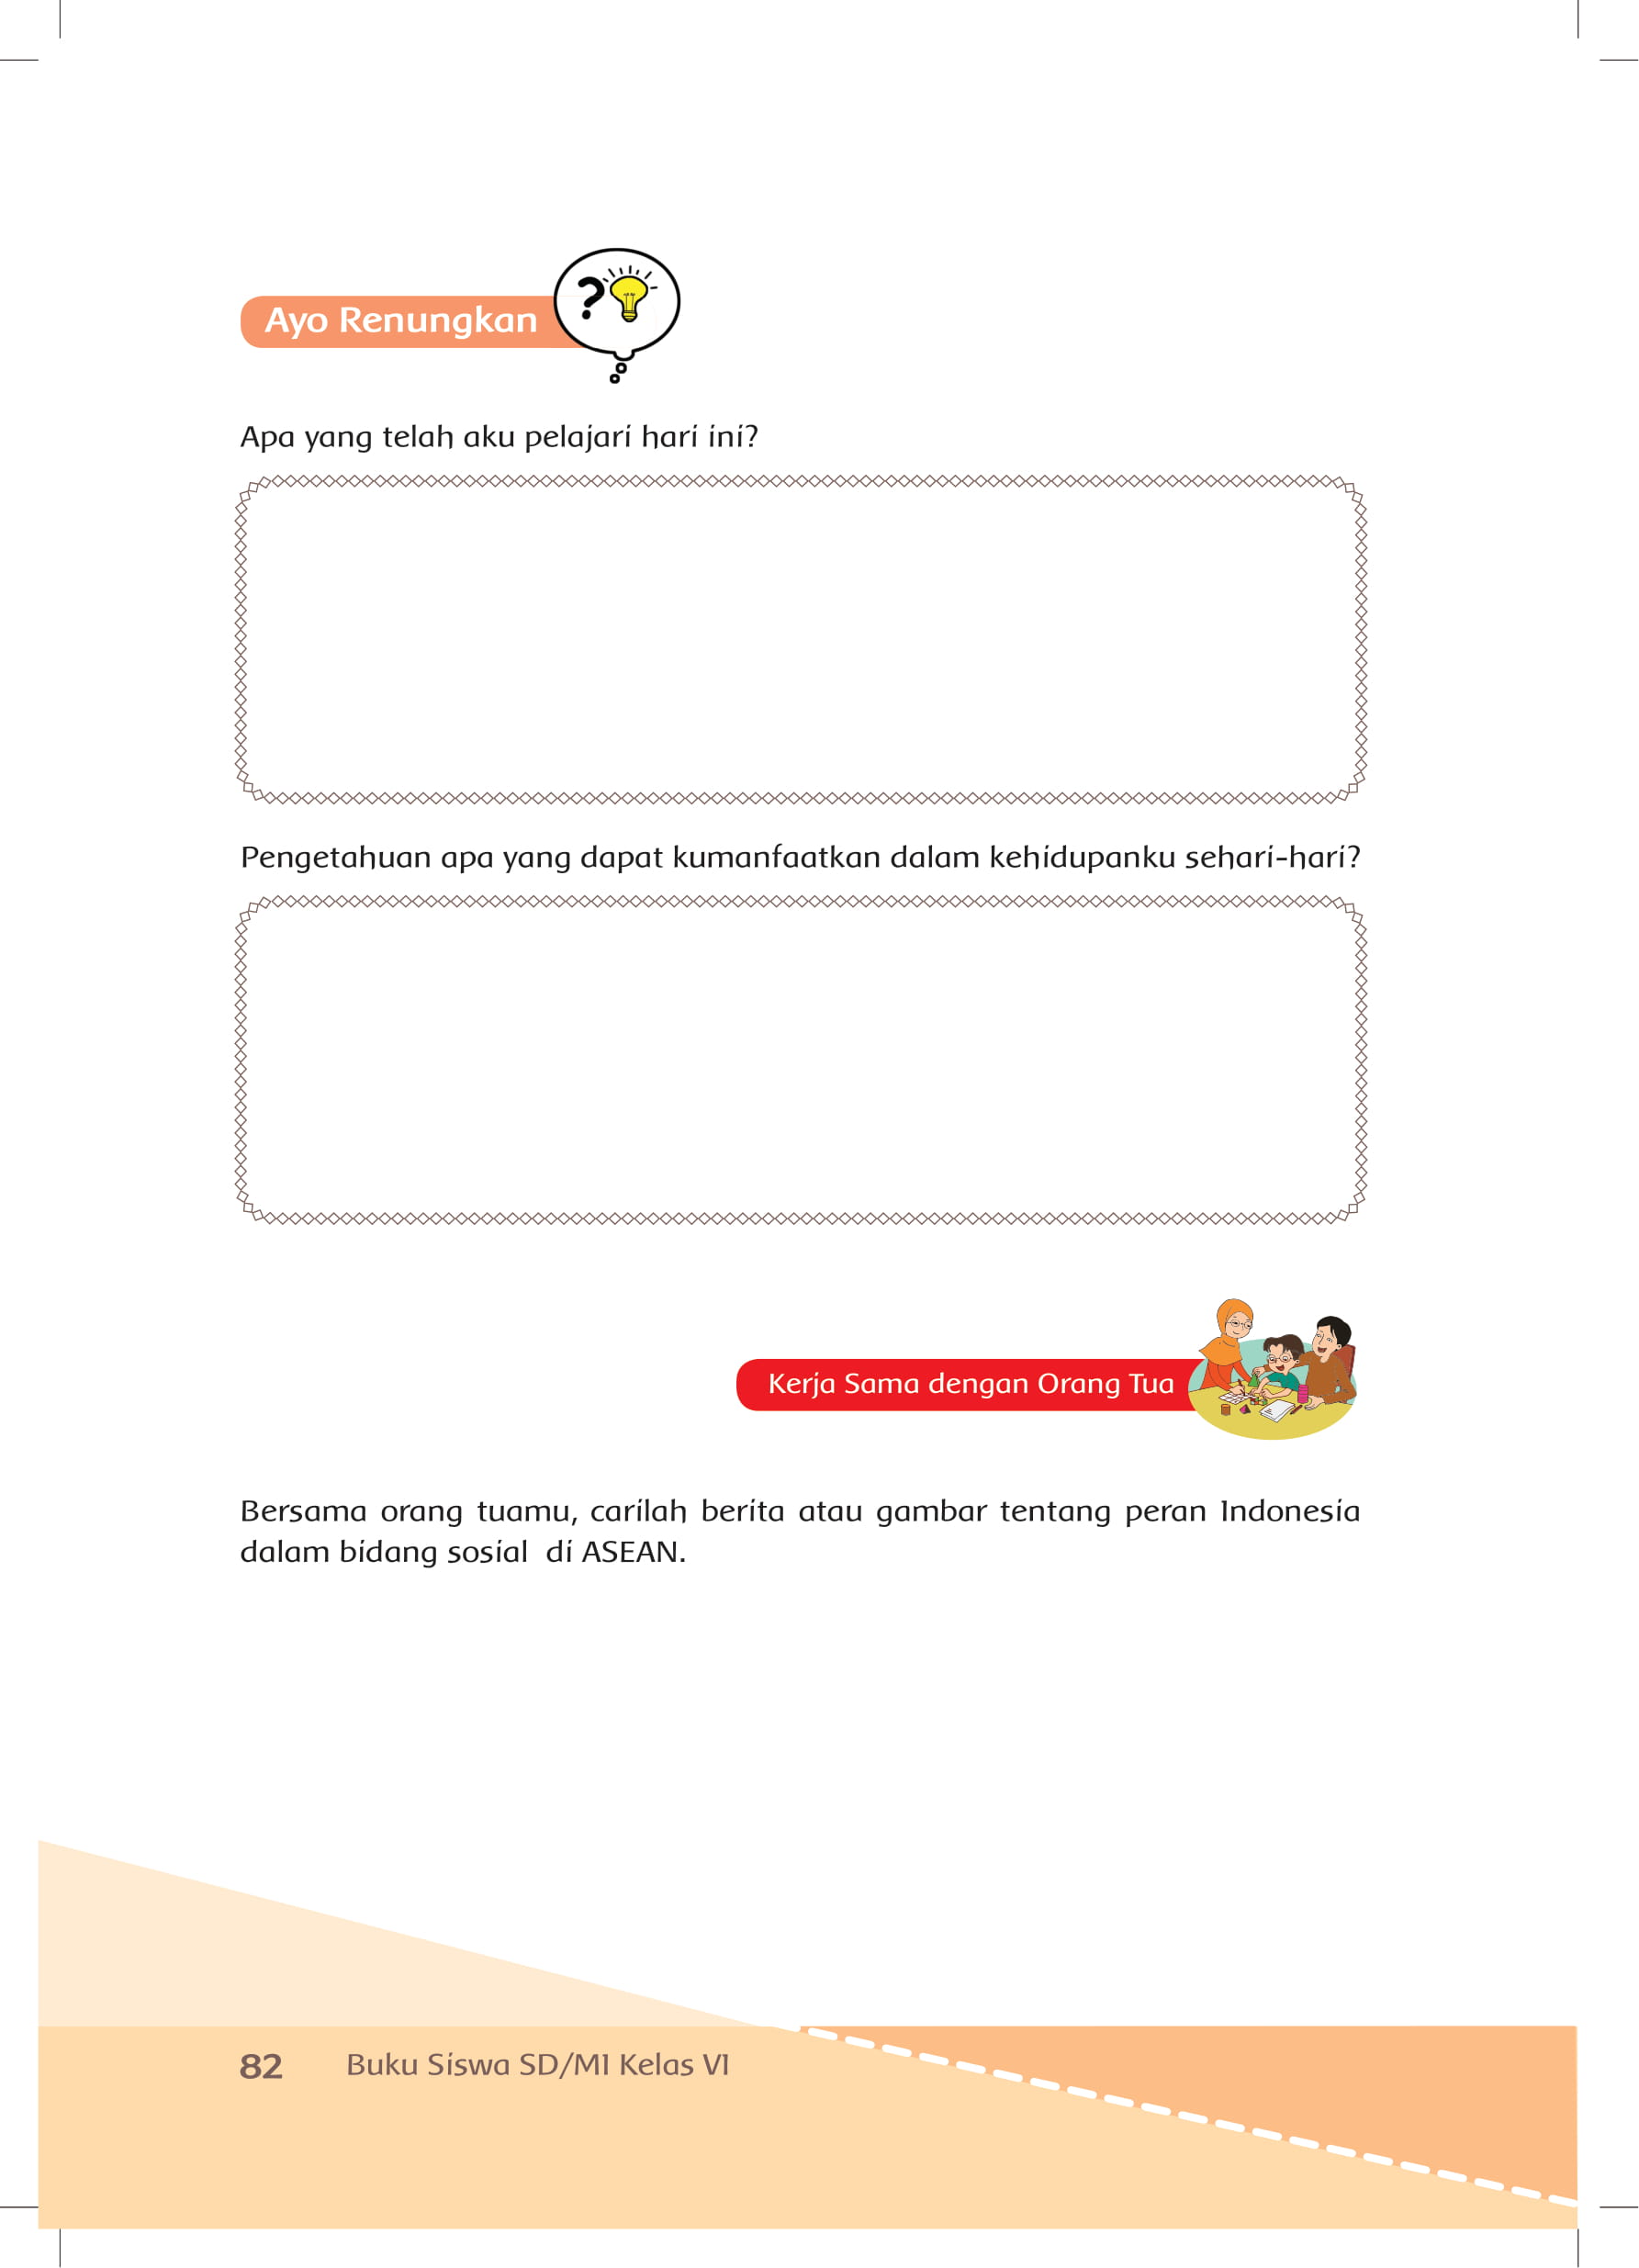 Ayo Renungkan
Apa yang telah aku pelajari hari ini?
Pengetahuan apa yang dapat kumanfaatkan dalam kehidupanku sehari-hari?
Kerja Sama dengan Orang Tua
Bersama orang tuamu, carilah berita atau gambar tentang peran Indonesia
dalam bidang sosial  di ASEAN.
82 Buku Siswa SD/MI Kelas VI